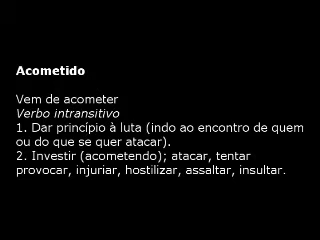 Acometido
Vem de acometer
Verbo intransitivo
1. Dar princípio à luta (indo ao encontro de quem
ou do que se quer atacar).
2. Investir (acometendo); atacar, tentar
provocar, injuriar, hostilizar, assaltar, insultar.